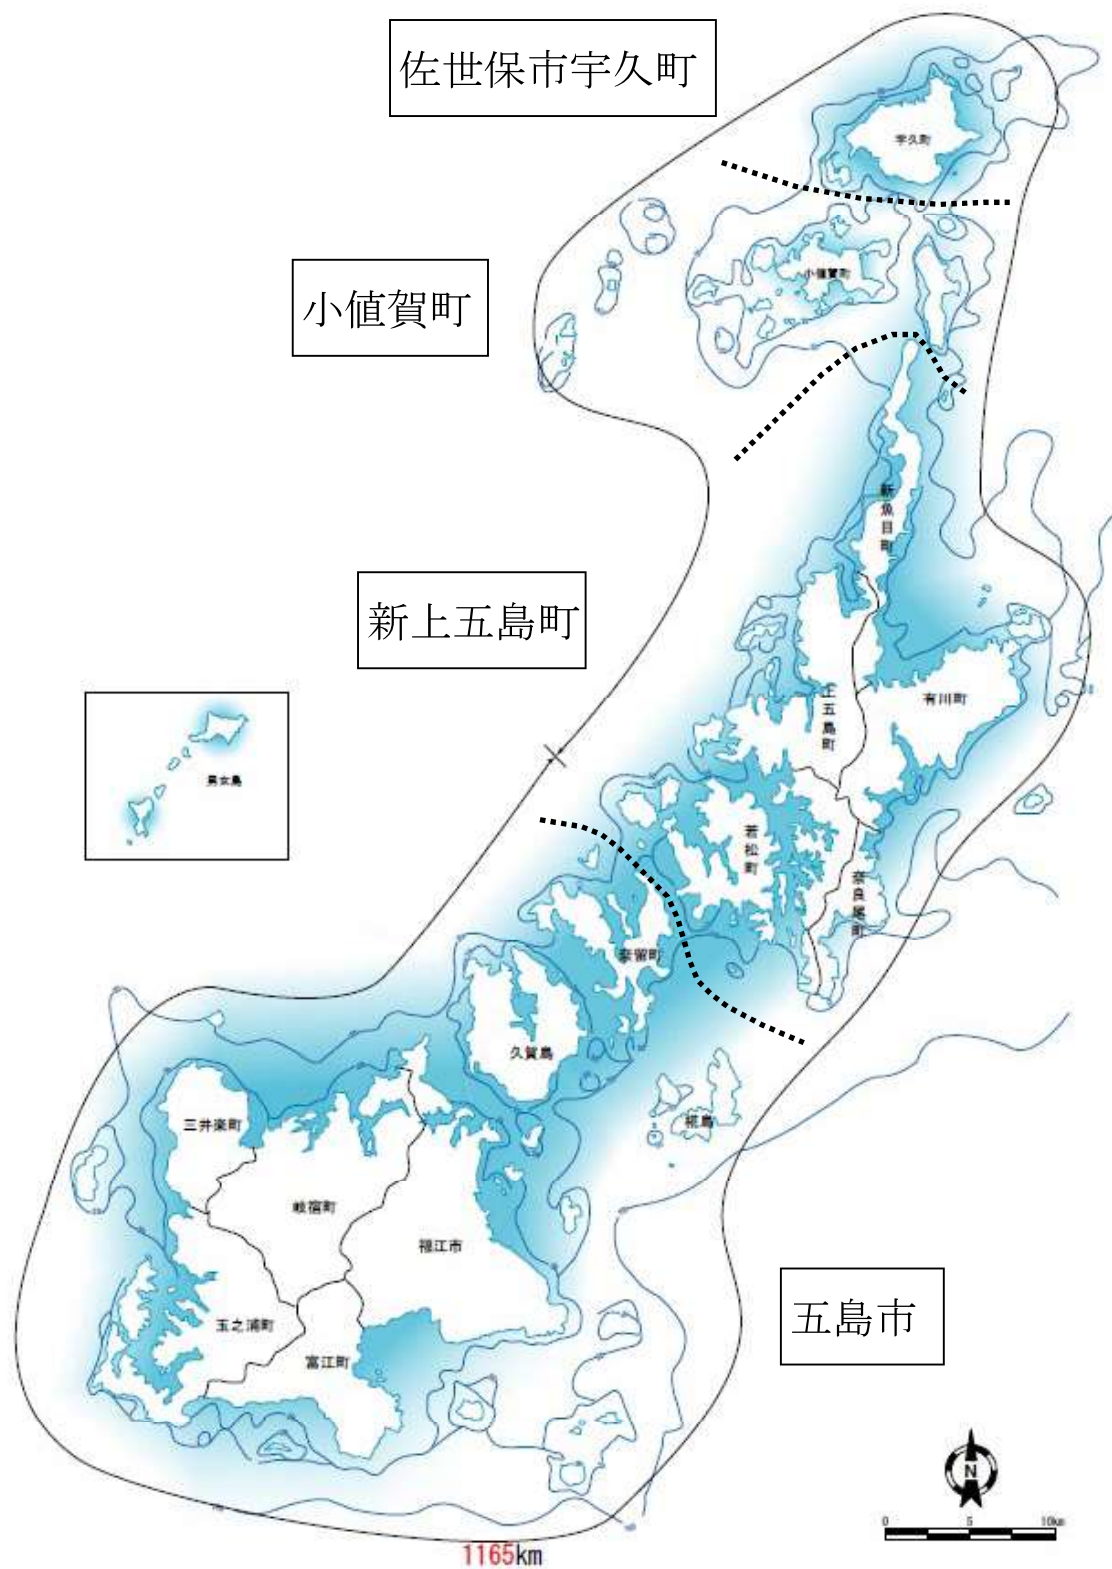 佐世保市宇久町
宇久町
小値賀町
小値賀町
新魚目町
新上五島町
有川町
上五島町
男女島
若松町
奈良尾町
奈留町
久賀島
椛島
三井楽町
岐宿町
福江市
五島市
玉之浦町
富江町
N
0 5 10km
1165km